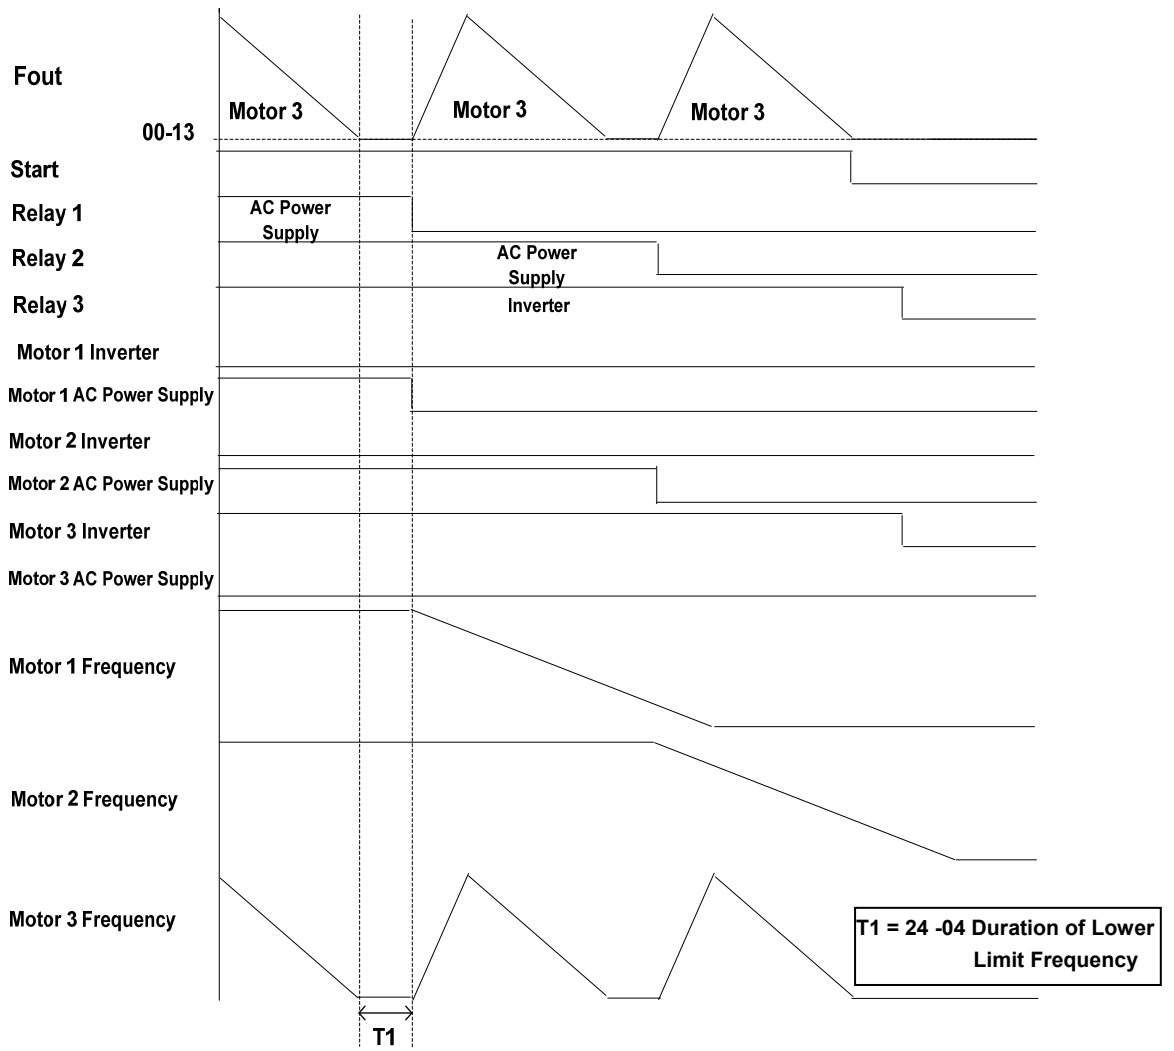 Fout
Motor 3
Motor 3
Motor 3
00-13
Start
Relay 1
AC Power
Supply
Relay 2
AC Power
Supply
Relay 3
Inverter
Motor 1 Inverter
Motor 1 AC Power Supply
Motor 2 Inverter
Motor 2 AC Power Supply
Motor 3 Inverter
Motor 3 AC Power Supply
Motor 1 Frequency
Motor 2 Frequency
Motor 3 Frequency
T1 = 24 -04 Duration of Lower
Limit Frequency
T1